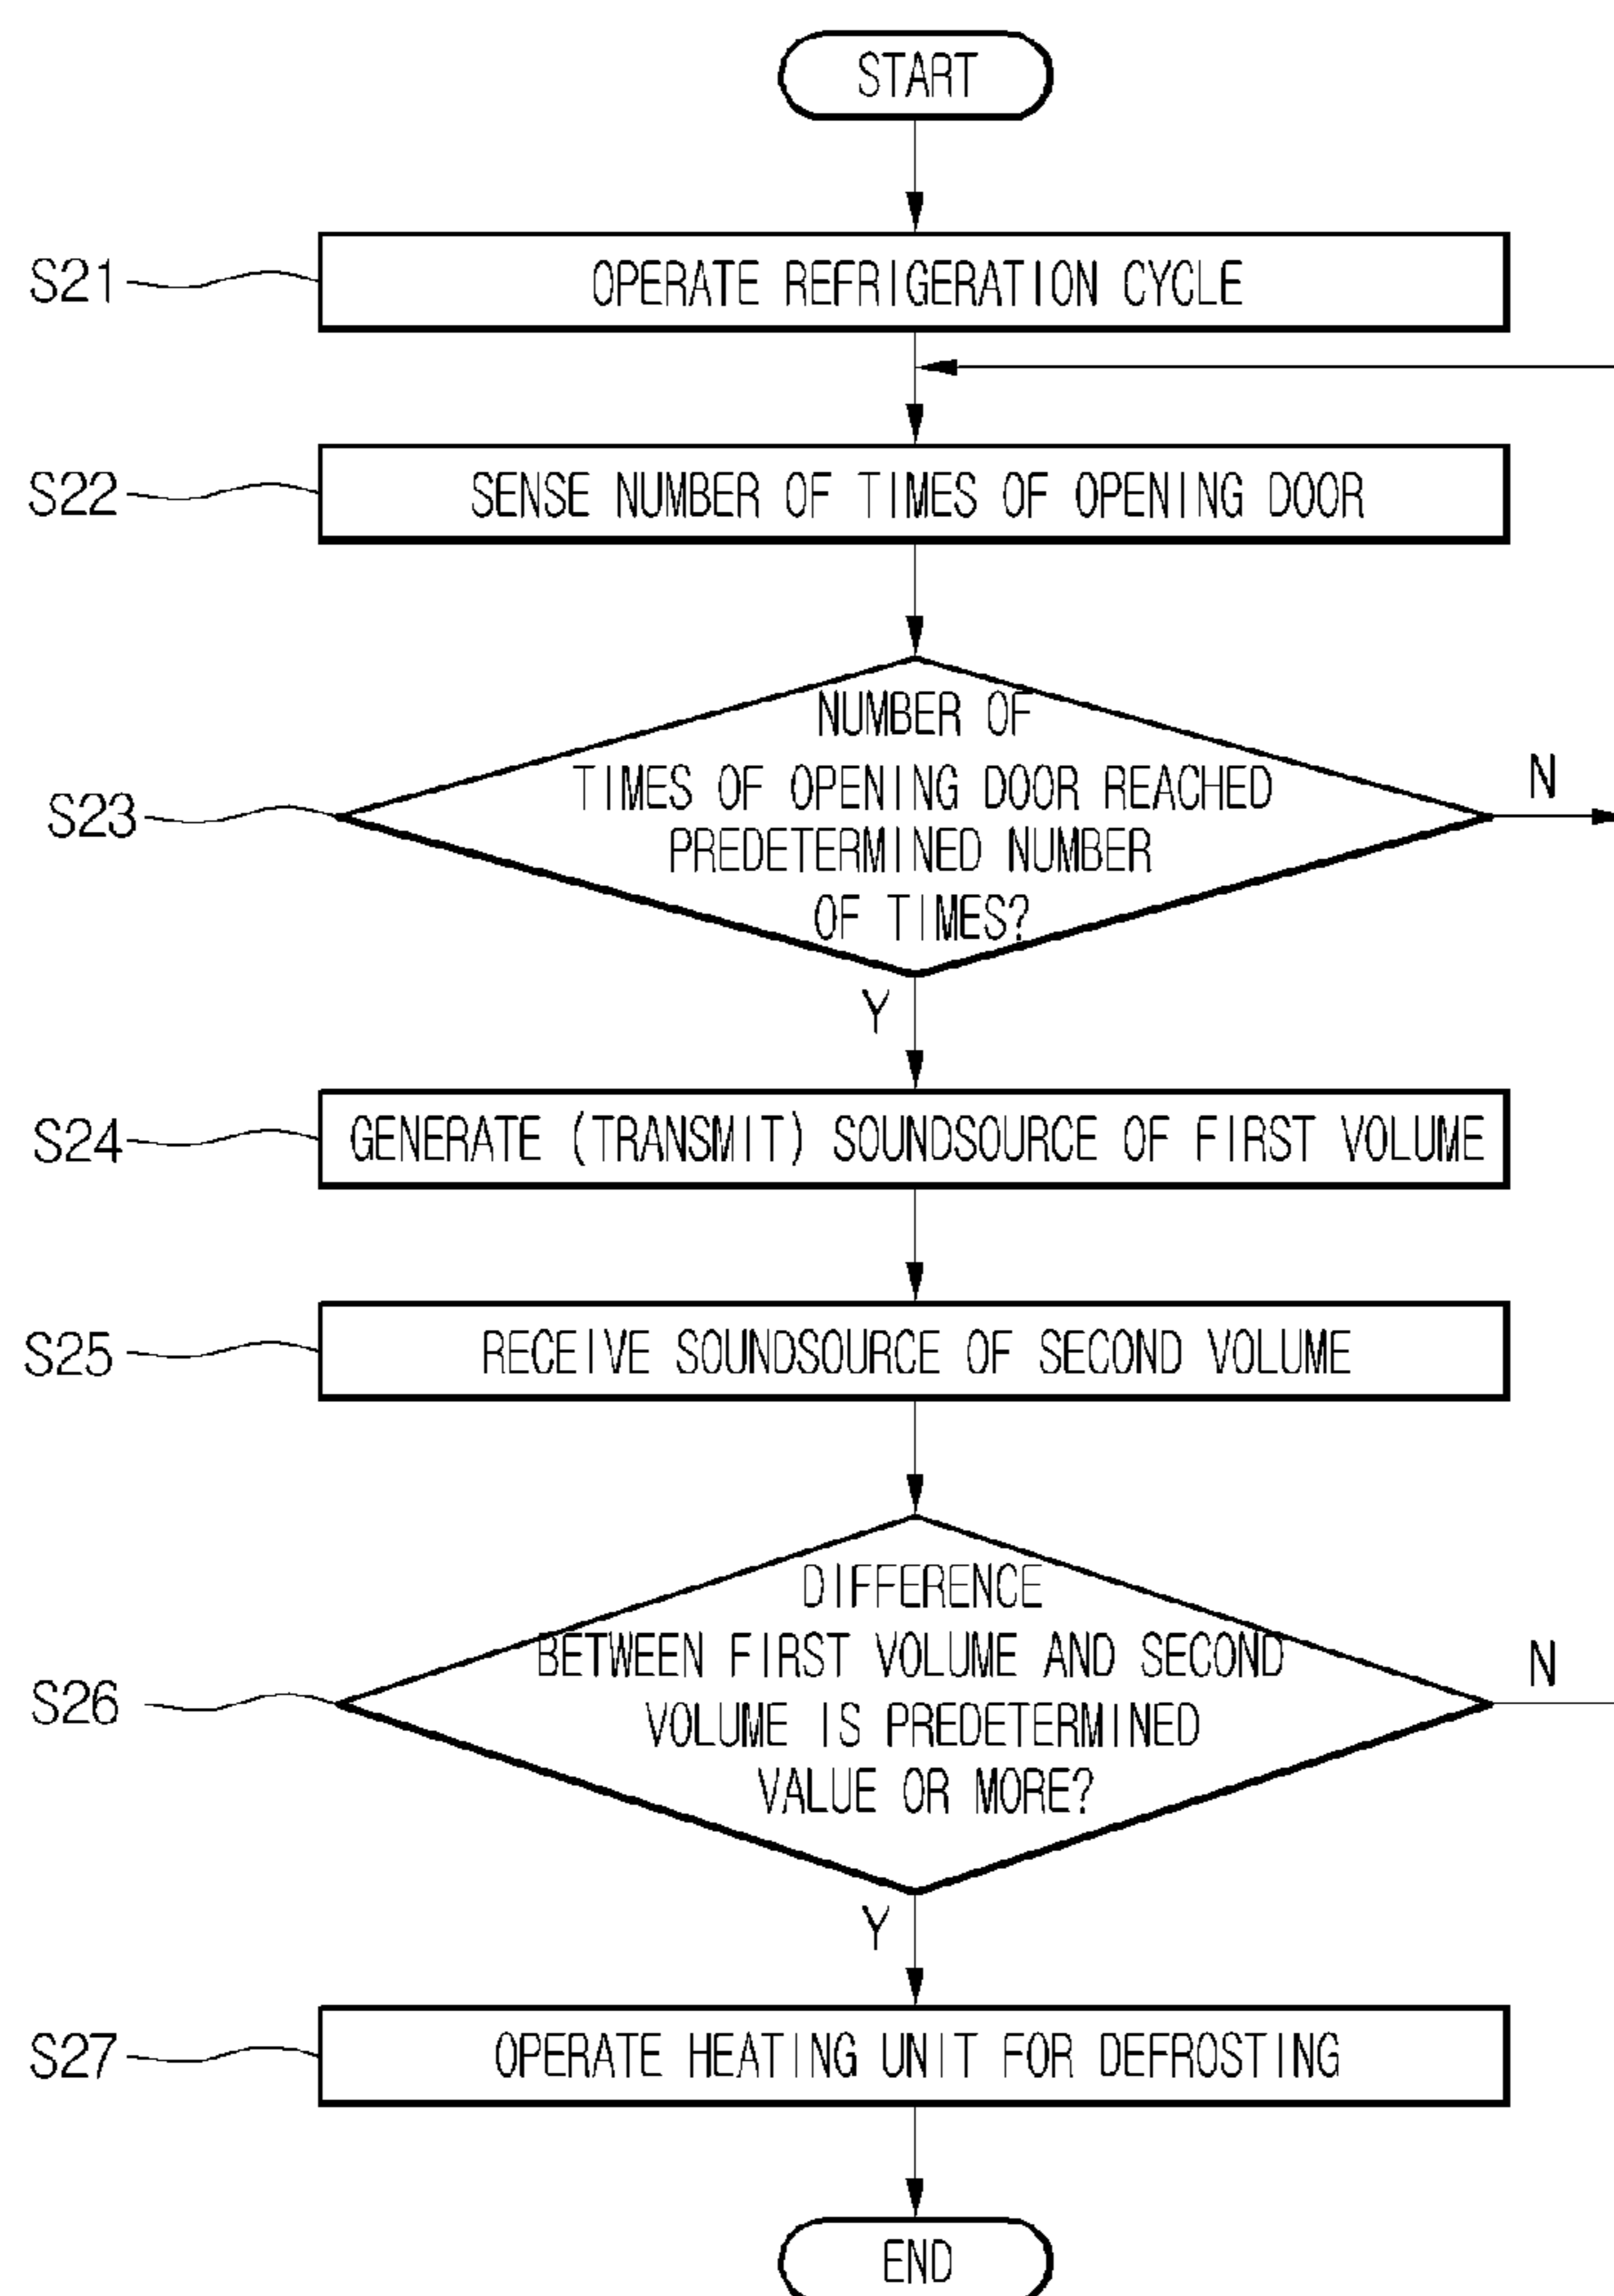 START
S21
OPERATE REFRIGERATION CYCLE
S22
SENSE NUMBER OF TIMES OF OPENING DOOR
S23
NUMBER OF
TIMES OF OPENING DOOR REACHED
PREDETERMINED NUMBER
OF TIMES?
N
Y
S24
GENERATE (TRANSMIT) SOUNDSOURCE OF FIRST VOLUME
S25
RECEIVE SOUNDSOURCE OF SECOND VOLUME
S26
DIFFERENCE
BETWEEN FIRST VOLUME AND SECOND
VOLUME IS PREDETERMINED
VALUE OR MORE?
N
Y
S27
OPERATE HEATING UNIT FOR DEFROSTING
END